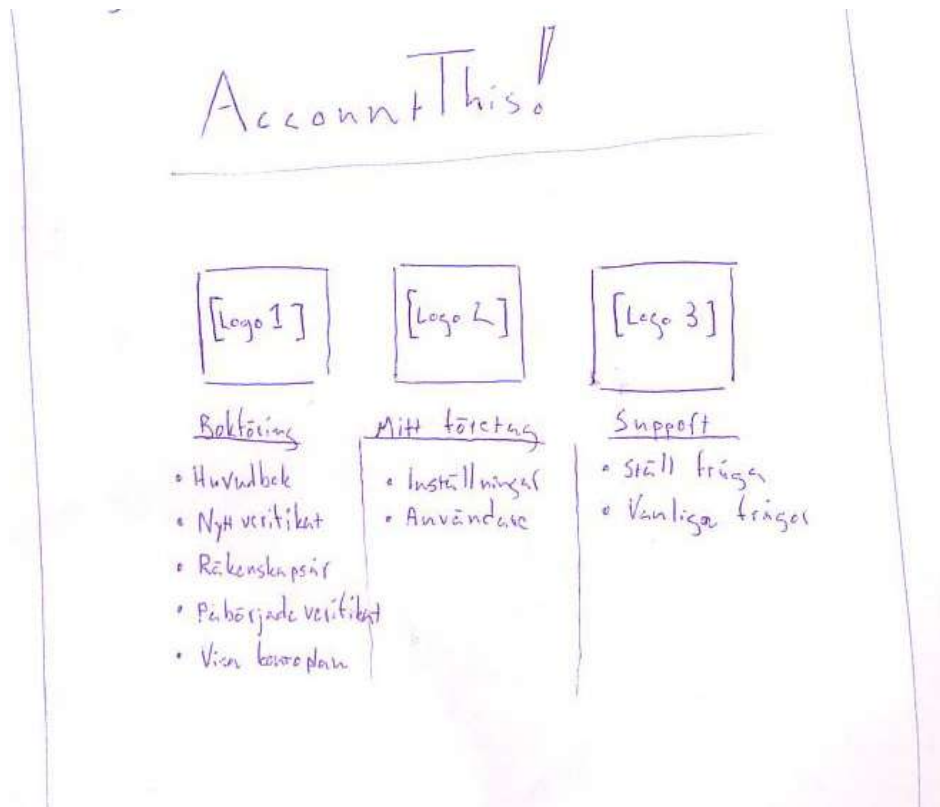 AccountThis!
[Logo 1] [Logo 2] [Logo 3]
Bokföring
• Huvudbok
• Nytt verifikat
• Räkenskapsår
• Påbörjade verifikat
• Visa kontoplan
Mitt företag
• Inställningar
• Användare
Support
• Ställ fråga
• Vanliga frågor